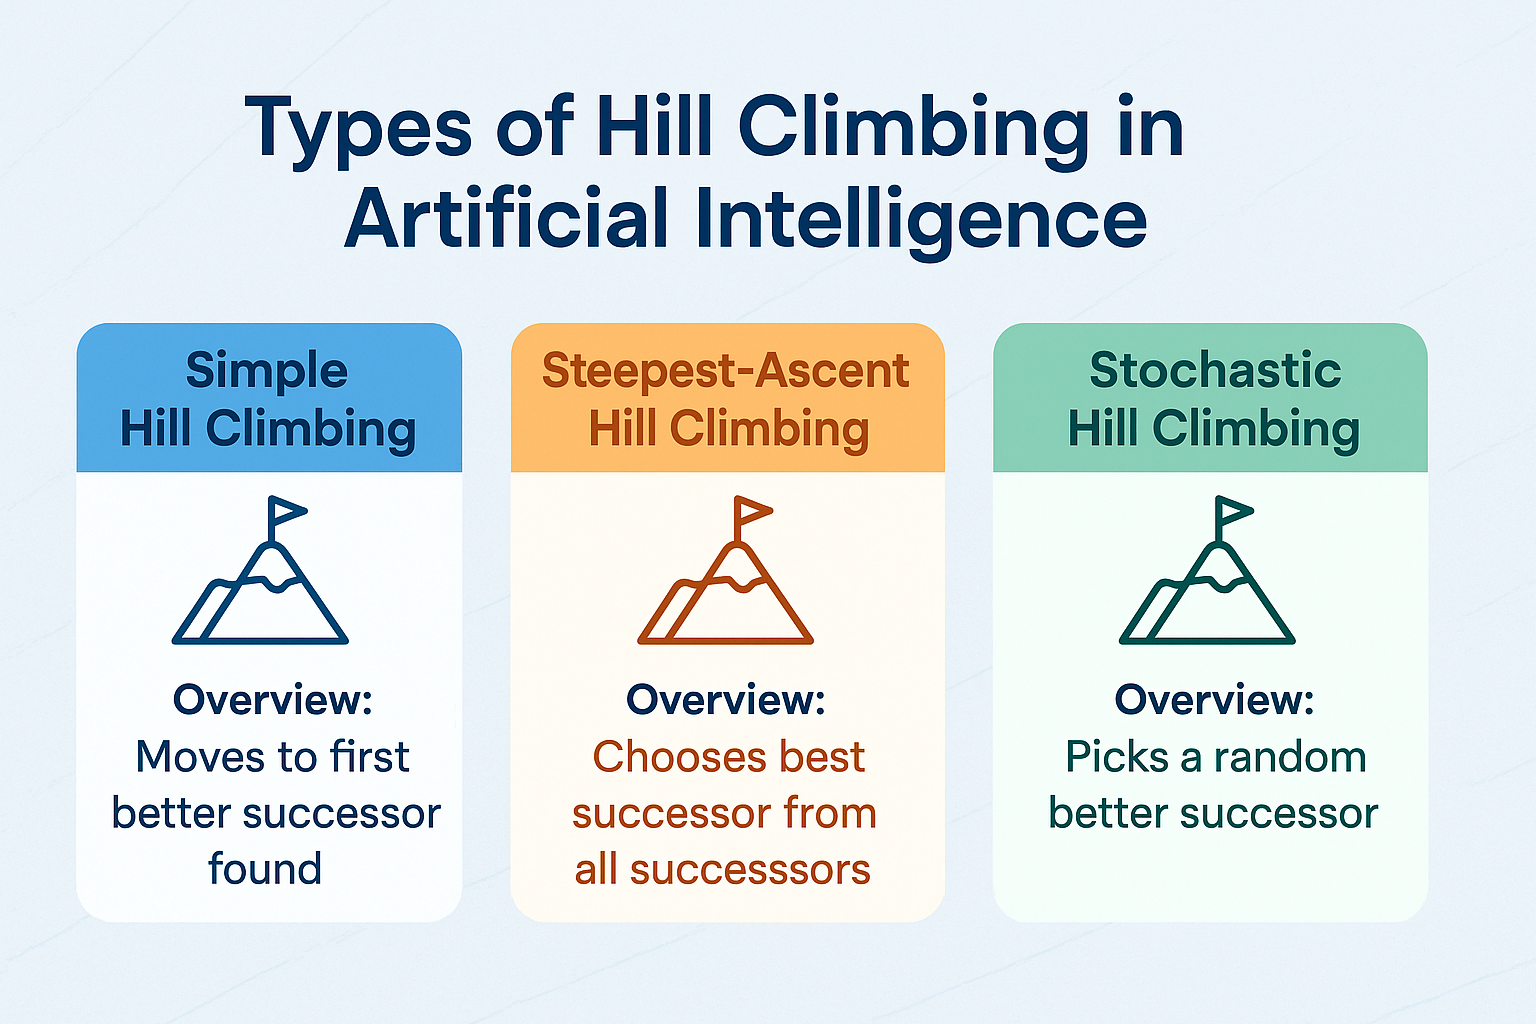 Types of Hill Climbing in
Artificial Intelligence
Simple
Hill Climbing
Overview:
Moves to first
better successor
found
Steepest-Ascent
Hill Climbing
Overview:
Chooses best
successor from
all successsors
Stochastic
Hill Climbing
Overview:
Picks a random
better successor